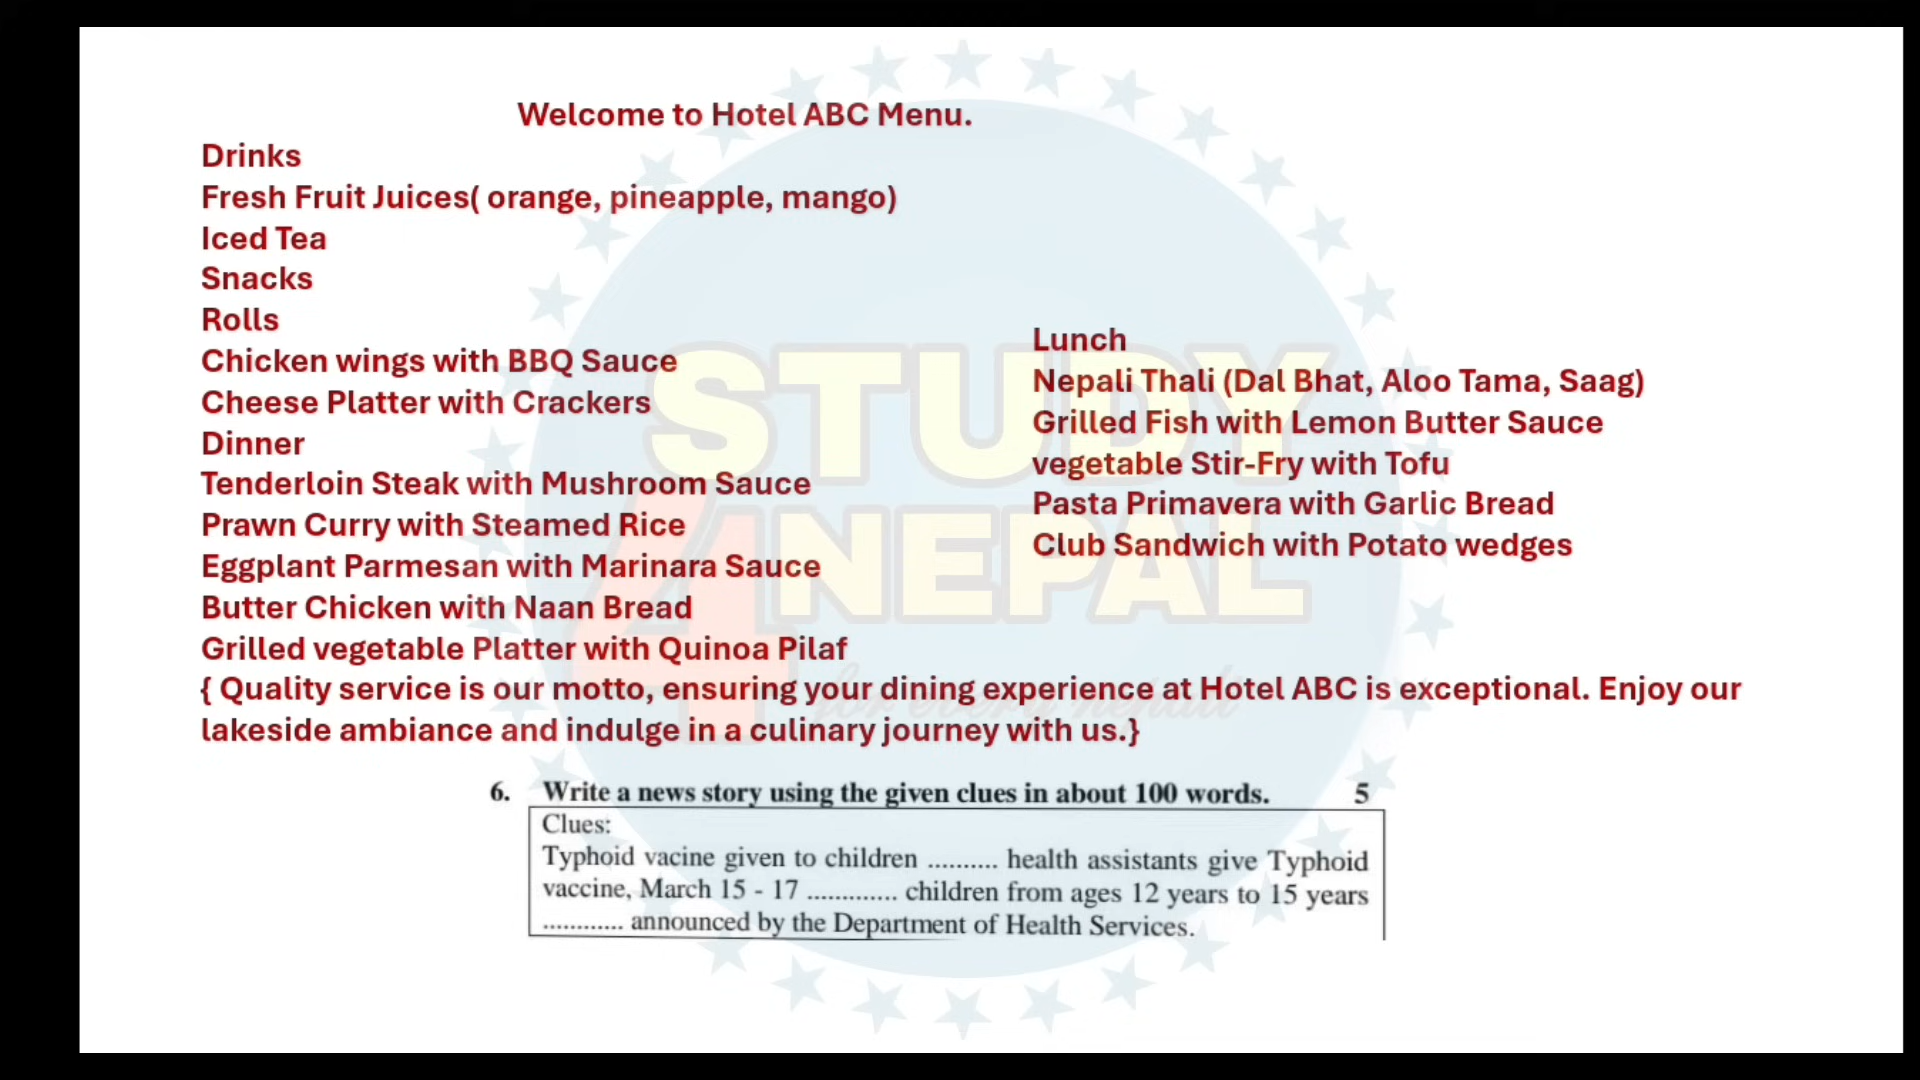 Welcome to Hotel ABC Menu.
Drinks
Fresh Fruit Juices( orange, pineapple, mango)
Iced Tea
Snacks
Rolls
Chicken wings with BBQ Sauce
Cheese Platter with Crackers
Dinner
Tenderloin Steak with Mushroom Sauce
Prawn Curry with Steamed Rice
Eggplant Parmesan with Marinara Sauce
Butter Chicken with Naan Bread
Grilled vegetable Platter with Quinoa Pilaf
Lunch
Nepali Thali (Dal Bhat, Aloo Tama, Saag)
Grilled Fish with Lemon Butter Sauce
vegetable Stir-Fry with Tofu
Pasta Primavera with Garlic Bread
Club Sandwich with Potato wedges
{ Quality service is our motto, ensuring your dining experience at Hotel ABC is exceptional. Enjoy our
lakeside ambiance and indulge in a culinary journey with us.}
STUDY
4 NEPAL
for every nepali
6. Write a news story using the given clues in about 100 words. 5
Clues:
Typhoid vacine given to children .......... health assistants give Typhoid
vaccine, March 15 - 17 ............. children from ages 12 years to 15 years
............ announced by the Department of Health Services.